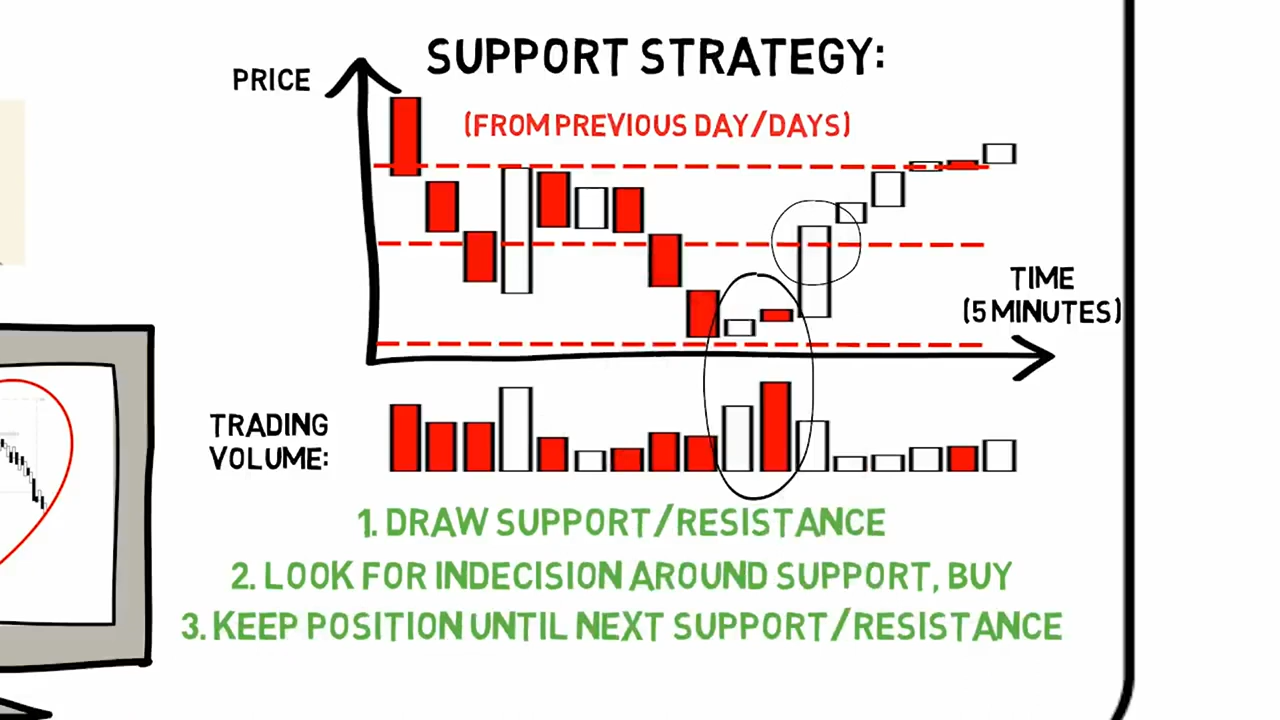 SUPPORT STRATEGY:
PRICE
(FROM PREVIOUS DAY/DAYS)
TIME
(5 MINUTES)
TRADING
VOLUME:
1. DRAW SUPPORT/RESISTANCE
2. LOOK FOR INDECISION AROUND SUPPORT, BUY
3. KEEP POSITION UNTIL NEXT SUPPORT/RESISTANCE